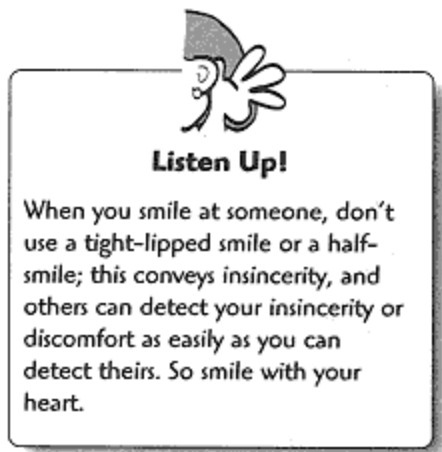 Listen Up!
When you smile at someone, don't
use a tight-lipped smile or a half-
smile; this conveys insincerity, and
others can detect your insincerity or
discomfort as easily as you can
detect theirs. So smile with your
heart.